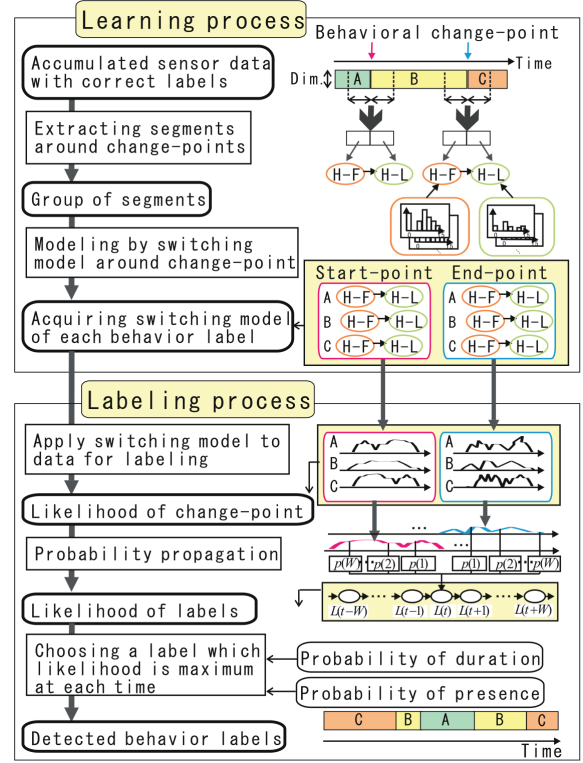 Learning process
Behavioral change-point
Time
Accumulated sensor data
with correct labels
Dim.
A B C
Extracting segments
around change-points
H-F H-L H-F H-L
Group of segments
Modeling by switching
model around change-point
Start-point End-point
A H-F H-L A H-F H-L
B H-F H-L B H-F H-L
C H-F H-L C H-F H-L
Acquiring switching model
of each behavior label
Labeling process
Apply switching model to
data for labeling
A A
B B
C C
Likelihood of change-point
...
...
Probability propagation
p(W) ... p(2) p(1) p(1) p(2) ... p(W)
... ...
L(t-W) L(t-1) L(t) L(t+1) L(t+W)
Likelihood of labels
Choosing a label which
likelihood is maximum
at each time
Probability of duration
Probability of presence
C B A B C
Detected behavior labels
Time